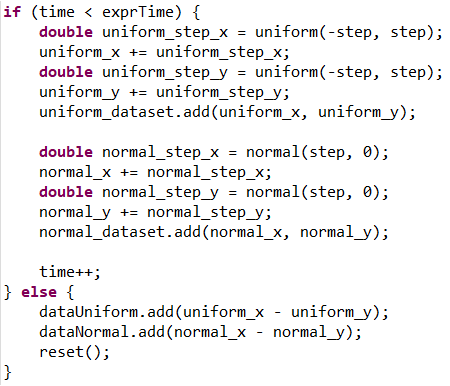 if (time < exprTime) {
    double uniform_step_x = uniform(-step, step);
    uniform_x += uniform_step_x;
    double uniform_step_y = uniform(-step, step);
    uniform_y += uniform_step_y;
    uniform_dataset.add(uniform_x, uniform_y);

    double normal_step_x = normal(step, 0);
    normal_x += normal_step_x;
    double normal_step_y = normal(step, 0);
    normal_y += normal_step_y;
    normal_dataset.add(normal_x, normal_y);

    time++;
} else {
    dataUniform.add(uniform_x - uniform_y);
    dataNormal.add(normal_x - normal_y);
    reset();
}